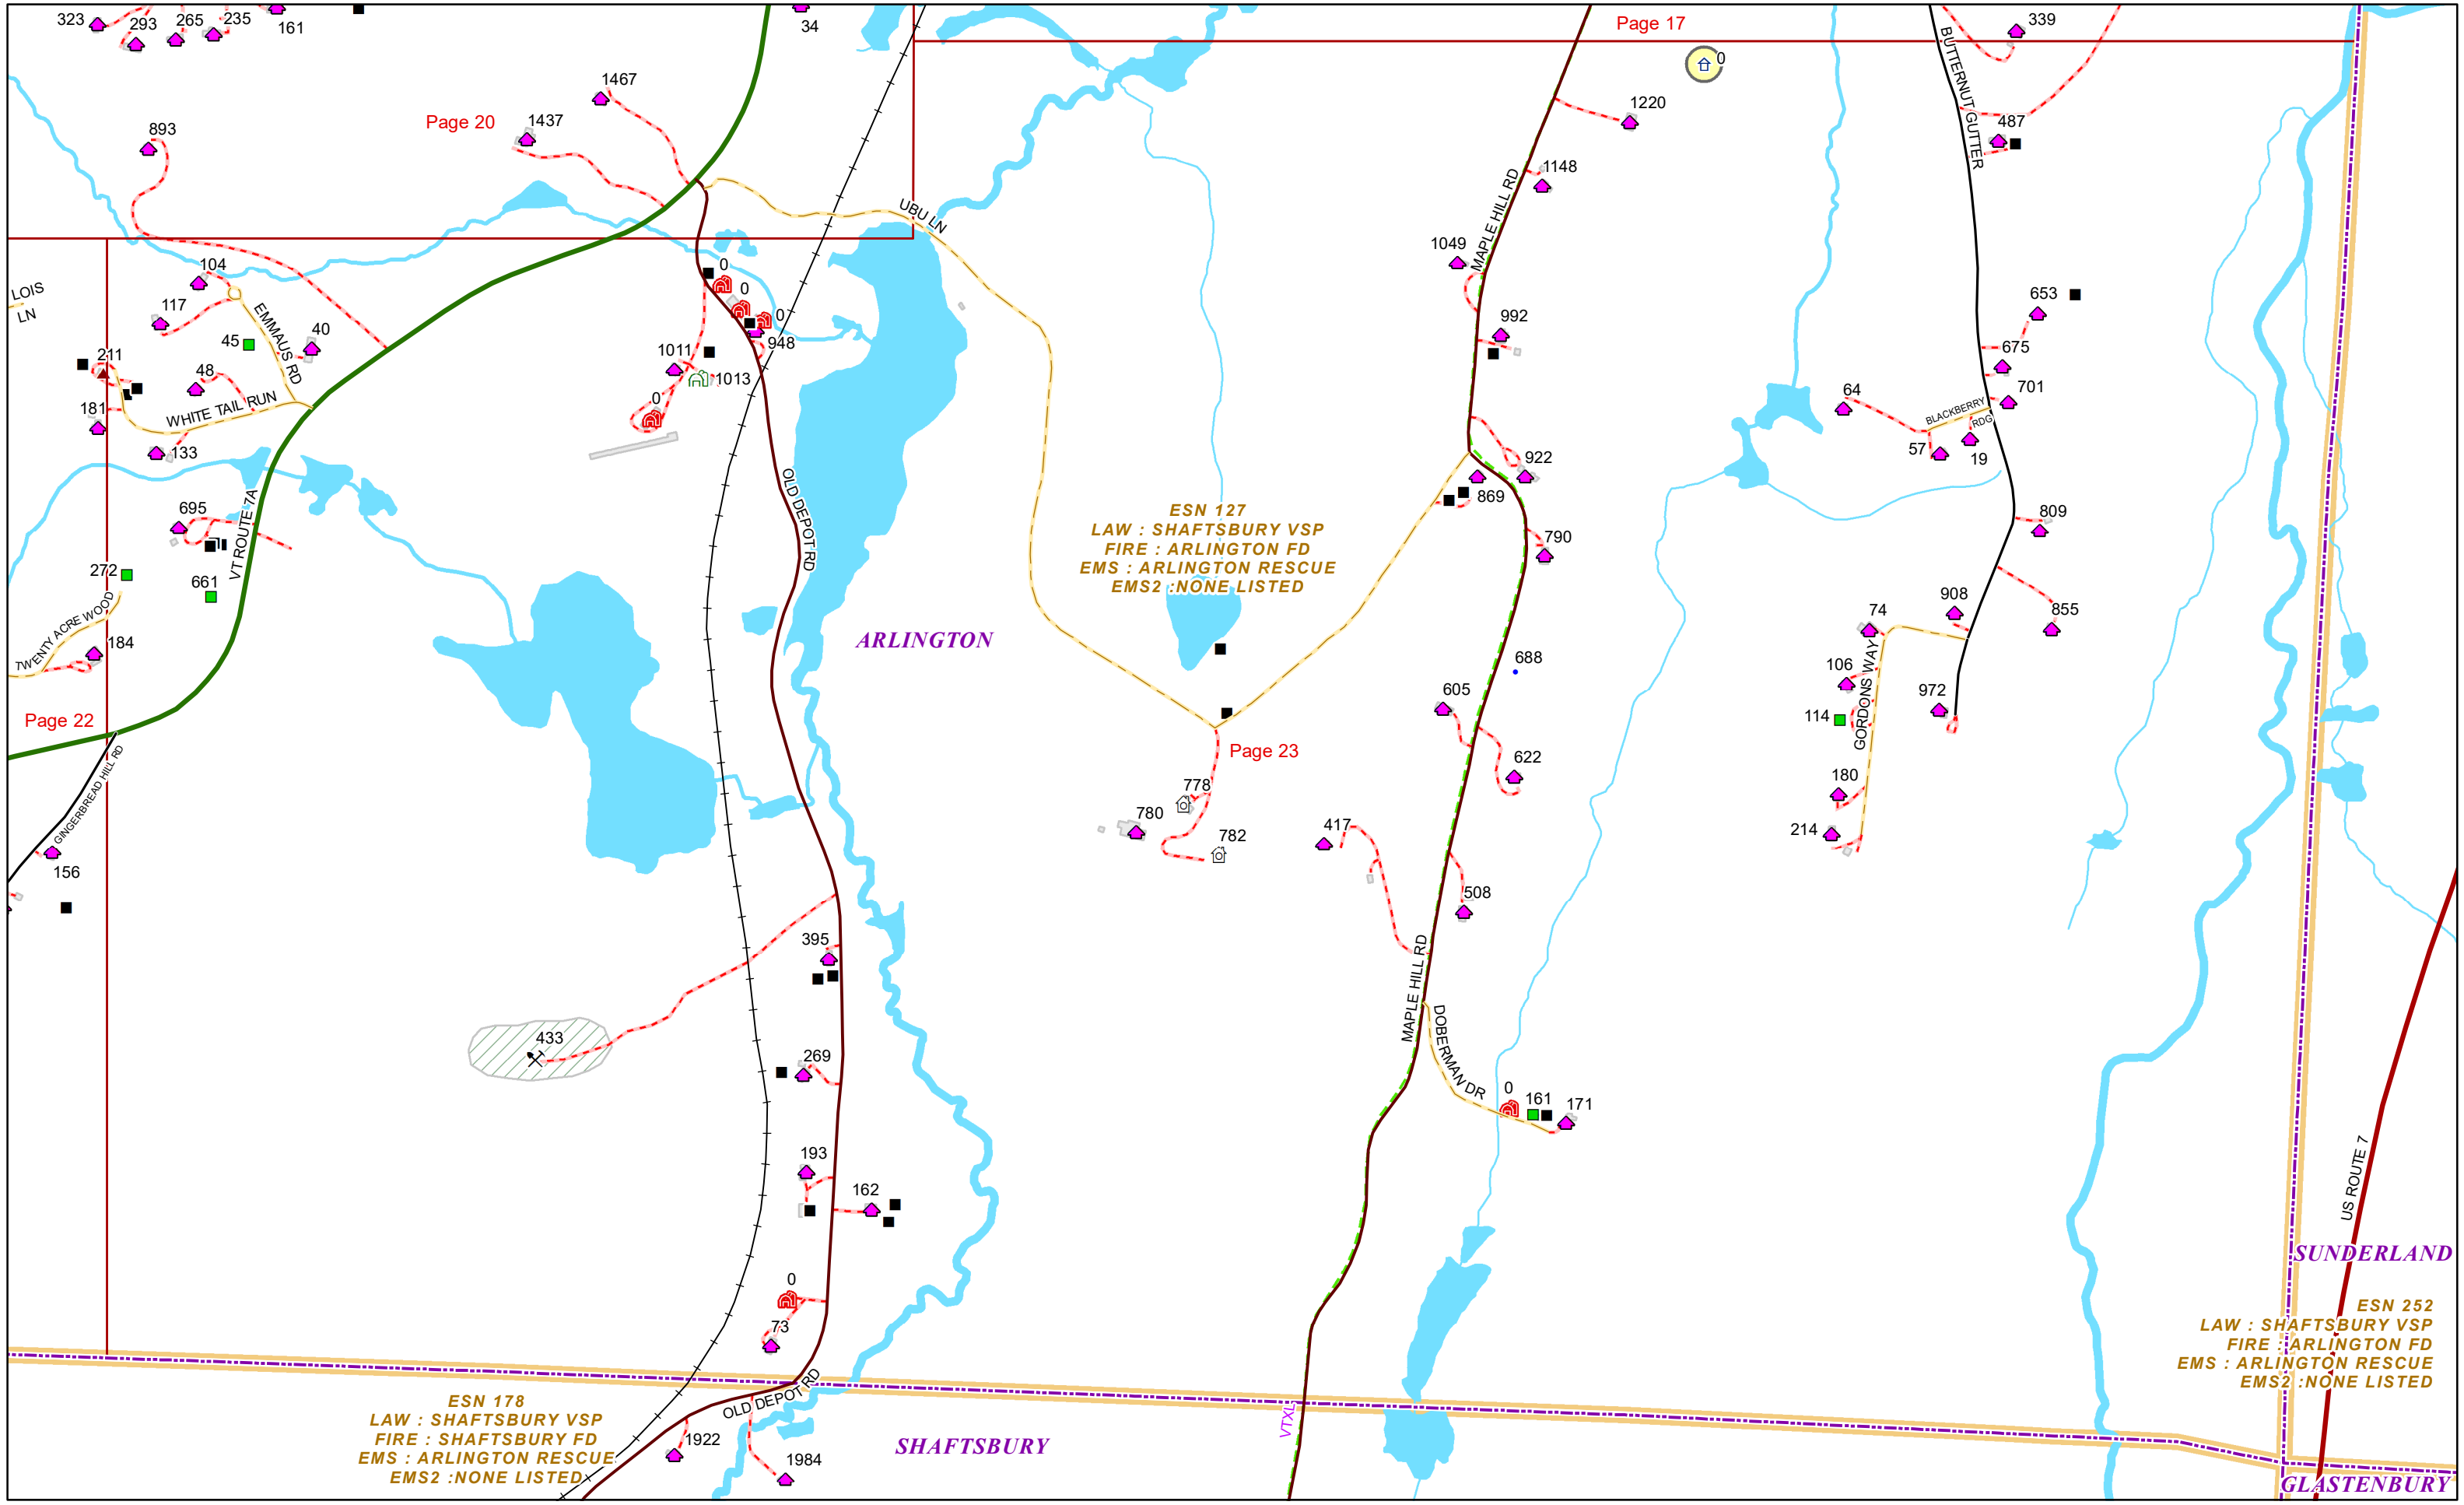 323
293
265
235
161
34
Page 17
339
0
1467
1437
Page 20
893
1220
487
1148
BUTTERNUT GUTTER
UBU LN
MAPLE HILL RD
1049
LOIS
LN
104
117
EMMAUS RD
45
40
211
48
181
WHITE TAIL RUN
133
0
0
0
948
1011
1013
0
992
653
675
701
64
BLACKBERRY
RDG
57
19
OLD DEPOT RD
922
869
695
VT ROUTE 7A
272
661
TWENTY ACRE WOOD
184
ESN 127
LAW : SHAFTSBURY VSP
FIRE : ARLINGTON FD
EMS : ARLINGTON RESCUE
EMS2 :NONE LISTED
790
809
908
855
74
ARLINGTON
688
106
GORDONS WAY
972
114
605
Page 22
Page 23
622
GINGERBREAD HILL RD
778
780
782
180
214
417
156
508
395
MAPLE HILL RD
433
269
DOBERMAN DR
0
161
171
193
162
US ROUTE 7
SUNDERLAND
0
73
ESN 252
LAW : SHAFTSBURY VSP
FIRE : ARLINGTON FD
EMS : ARLINGTON RESCUE
EMS2 :NONE LISTED
OLD DEPOT RD
ESN 178
LAW : SHAFTSBURY VSP
FIRE : SHAFTSBURY FD
EMS : ARLINGTON RESCUE
EMS2 :NONE LISTED
VTXL
1922
1984
SHAFTSBURY
GLASTENBURY